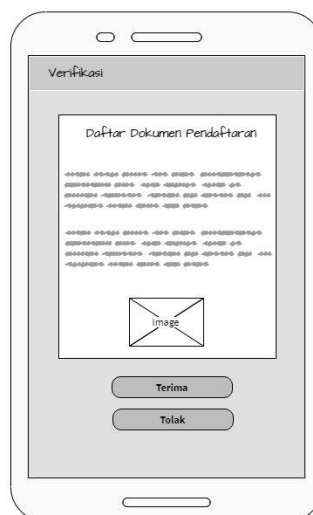 Verifikasi
Daftar Dokumen Pendaftaran
Image
Terima
Tolak